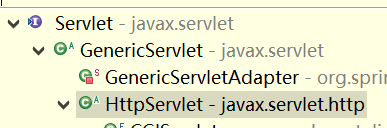 Servlet - javax.servlet
GenericServlet - javax.servlet
GenericServletAdapter - org.sprin
HttpServlet - javax.servlet.http